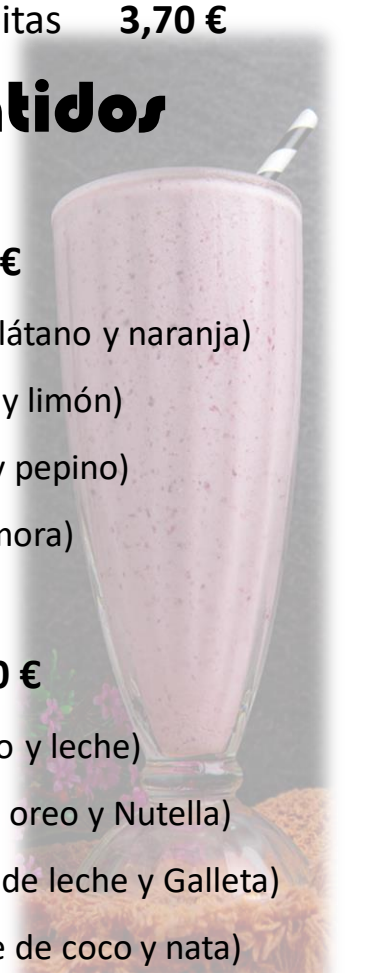 itas 3,70 €
tidos
€
látano y naranja)
y limón)
y pepino)
mora)
0 €
o y leche)
oreo y Nutella)
de leche y Galleta)
e de coco y nata)